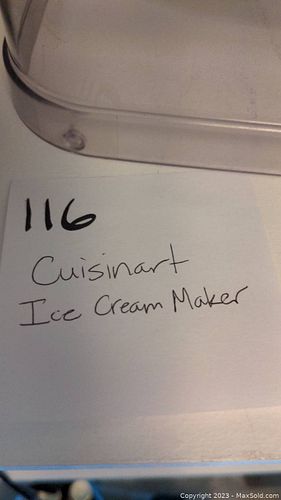 116
Cuisinart
Ice Cream Maker
Copyright 2023 - © MaxSold.com